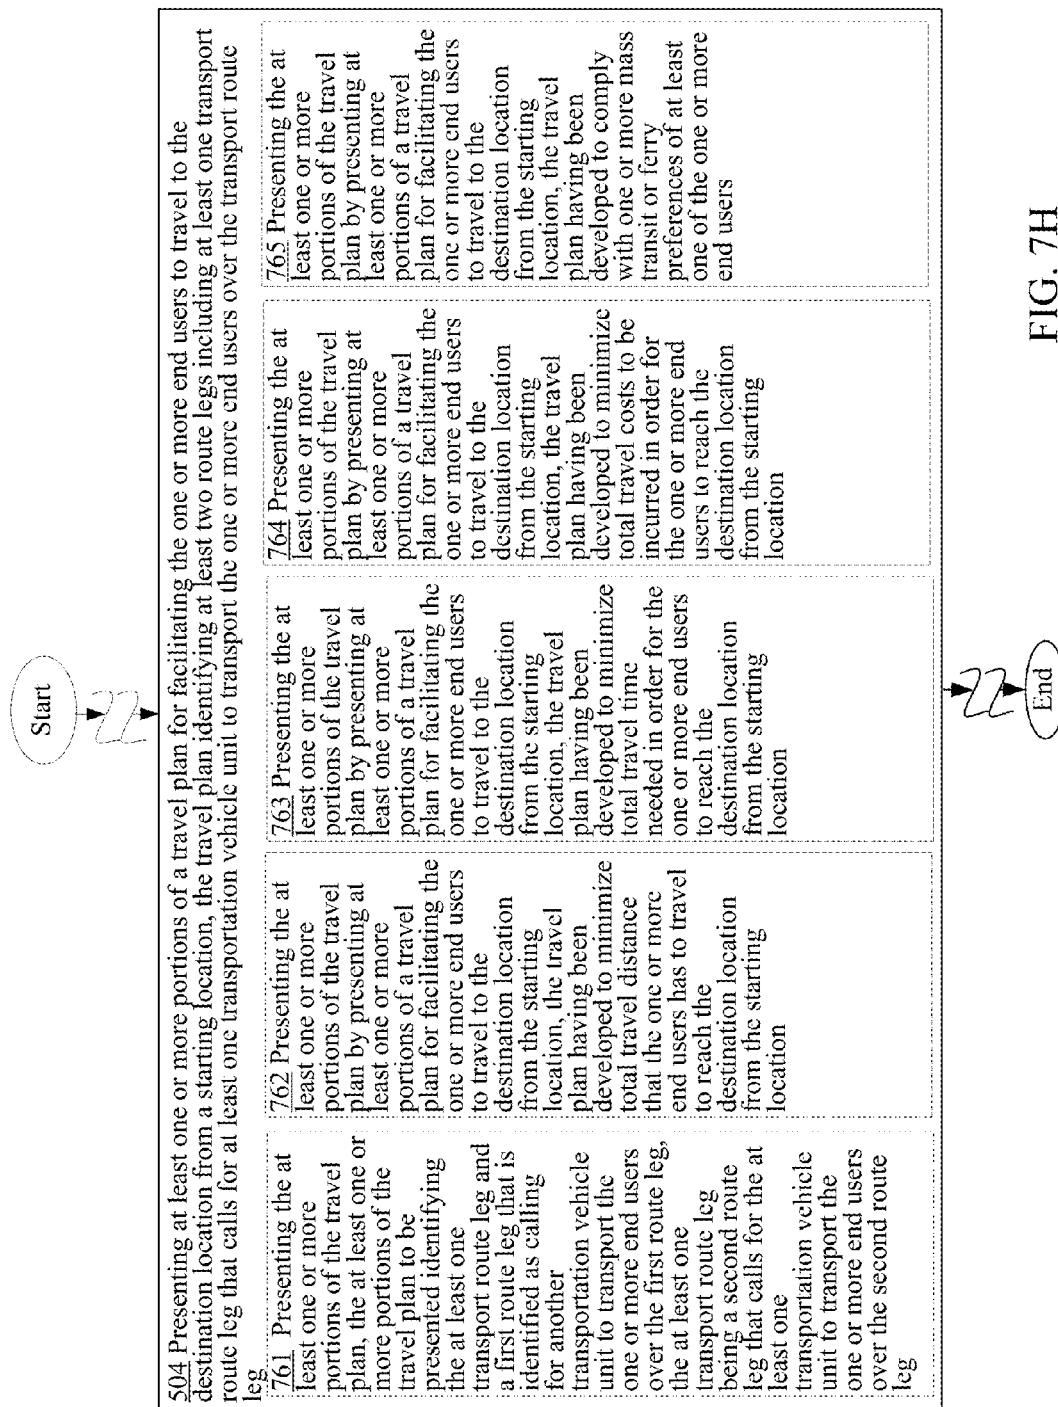 Start
504 Presenting at least one or more portions of a travel plan for facilitating the one or more end users to travel to the
destination location from a starting location, the travel plan identifying at least two route legs including at least one transport
route leg that calls for at least one transportation vehicle unit to transport the one or more end users over the transport route
leg
761 Presenting the at
least one or more
portions of the travel
plan, the at least one or
more portions of the
travel plan to be
presented identifying
the at least one
transport route leg and
a first route leg that is
identified as calling
for another
transportation vehicle
unit to transport the
one or more end users
over the first route leg,
the at least one
transport route leg
being a second route
leg that calls for the at
least one
transportation vehicle
unit to transport the
one or more end users
over the second route
leg
762 Presenting the at
least one or more
portions of the travel
plan by presenting at
least one or more
portions of a travel
plan for facilitating the
one or more end users
to travel to the
destination location
from the starting
location, the travel
plan having been
developed to minimize
total travel distance
that the one or more
end users has to travel
to reach the
destination location
from the starting
location
763 Presenting the at
least one or more
portions of the travel
plan by presenting at
least one or more
portions of a travel
plan for facilitating the
one or more end users
to travel to the
destination location
from the starting
location, the travel
plan having been
developed to minimize
total travel time
needed in order for the
one or more end users
to reach the
destination location
from the starting
location
764 Presenting the at
least one or more
portions of the travel
plan by presenting at
least one or more
portions of a travel
plan for facilitating the
one or more end users
to travel to the
destination location
from the starting
location, the travel
plan having been
developed to minimize
total travel costs to be
incurred in order for
the one or more end
users to reach the
destination location
from the starting
location
765 Presenting the at
least one or more
portions of the travel
plan by presenting at
least one or more
portions of a travel
plan for facilitating the
one or more end users
to travel to the
destination location
from the starting
location, the travel
plan having been
developed to comply
with one or more mass
transit or ferry
preferences of at least
one of the one or more
end users
End
FIG. 7H